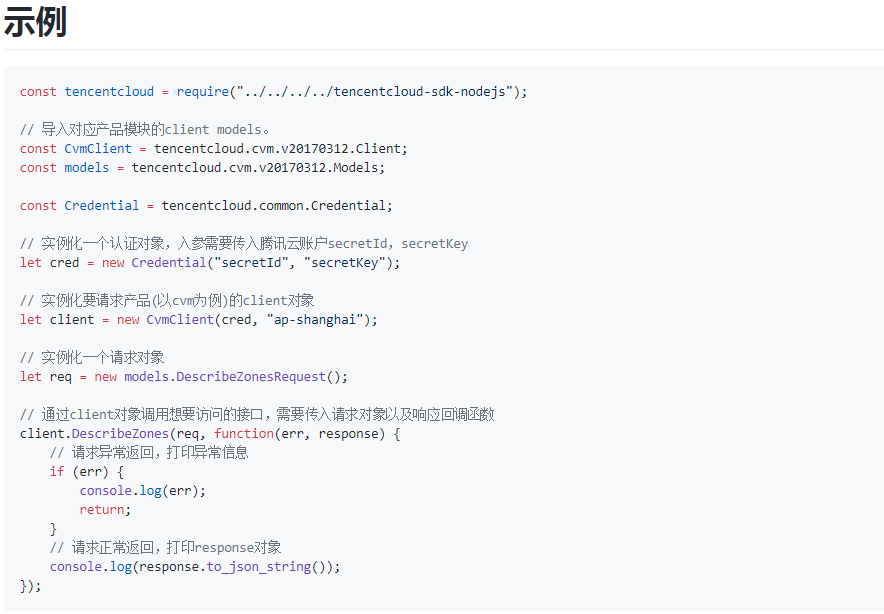 示例
const tencentcloud = require("../../../../tencentcloud-sdk-nodejs");
// 导入对应产品模块的client models。
const CvmClient = tencentcloud.cvm.v20170312.Client;
const models = tencentcloud.cvm.v20170312.Models;
const Credential = tencentcloud.common.Credential;
// 实例化一个认证对象，入参需要传入腾讯云账户secretId，secretKey
let cred = new Credential("secretId", "secretKey");
// 实例化要请求产品(以cvm为例)的client对象
let client = new CvmClient(cred, "ap-shanghai");
// 实例化一个请求对象
let req = new models.DescribeZonesRequest();
// 通过client对象调用想要访问的接口，需要传入请求对象以及响应回调函数
client.DescribeZones(req, function(err, response) {
    // 请求异常返回，打印异常信息
    if (err) {
        console.log(err);
        return;
    }
    // 请求正常返回，打印response对象
    console.log(response.to_json_string());
});